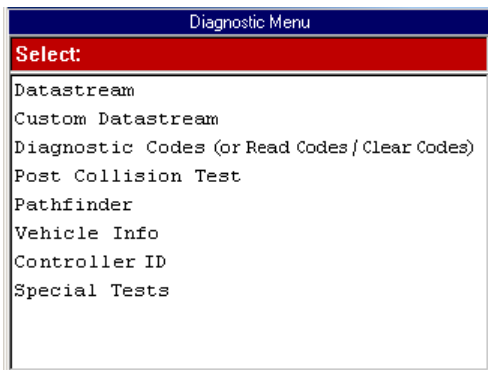 Diagnostic Menu
Select:
Datastream
Custom Datastream
Diagnostic Codes (or Read Codes / Clear Codes)
Post Collision Test
Pathfinder
Vehicle Info
Controller ID
Special Tests